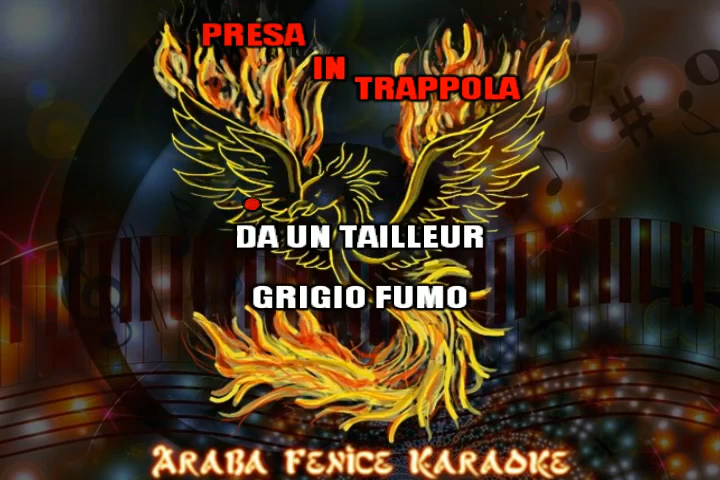 PRESA
IN
TRAPPOLA
DA UN TAILLEUR
GRIGIO FUMO
ARABA FENICE KARAOKE